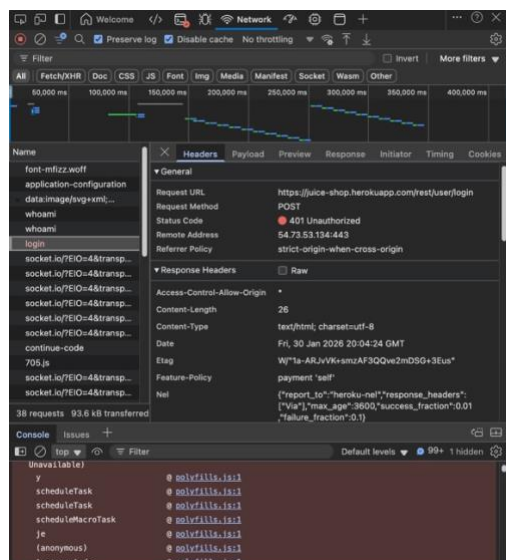 Welcome
Network
Preserve log
Disable cache
No throttling
Filter
Invert
More filters
All
Fetch/XHR
Doc
CSS
JS
Font
Img
Media
Manifest
Socket
Wasm
Other
50,000 ms
100,000 ms
150,000 ms
200,000 ms
250,000 ms
300,000 ms
350,000 ms
400,000 ms
Name
Headers
Payload
Preview
Response
Initiator
Timing
Cookies
font-mfizz.woff
application-configuration
data:image/svg+xml;...
whoami
whoami
login
socket.io/?EIO=4&transp...
socket.io/?EIO=4&transp...
socket.io/?EIO=4&transp...
socket.io/?EIO=4&transp...
socket.io/?EIO=4&transp...
continue-code
705.js
socket.io/?EIO=4&transp...
socket.io/?EIO=4&transp...
38 requests 93.6 kB transferred
General
Request URL https://juice-shop.herokuapp.com/rest/user/login
Request Method POST
Status Code 401 Unauthorized
Remote Address 54.73.53.134:443
Referrer Policy strict-origin-when-cross-origin
Response Headers Raw
Access-Control-Allow-Origin *
Content-Length 26
Content-Type text/html; charset=utf-8
Date Fri, 30 Jan 2026 20:04:24 GMT
Etag W/"1a-ARJvVK+smzAF3QQve2mDSG+3Eus"
Feature-Policy payment 'self'
Nel {"report_to":"heroku-nel","response_headers":
["Via"],"max_age":3600,"success_fraction":0.01
,"failure_fraction":0.1}
Console
Issues
top
Filter
Default levels
99+
1 hidden
Unavailable)
y @ polyfills.js:1
scheduleTask @ polyfills.js:1
scheduleTask @ polyfills.js:1
scheduleMacroTask @ polyfills.js:1
je @ polyfills.js:1
(anonymous) @ polyfills.js:1